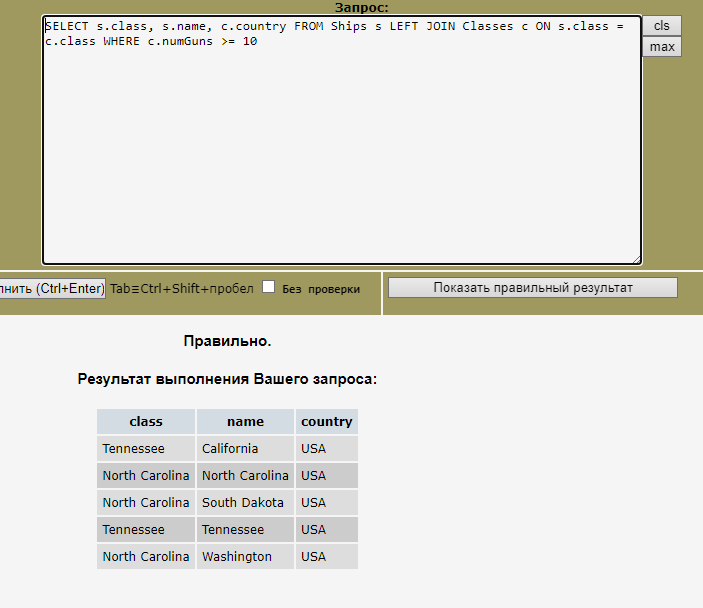 Запрос:
SELECT s.class, s.name, c.country FROM Ships s LEFT JOIN Classes c ON s.class =
c.class WHERE c.numGuns >= 10
cls
max
лнить (Ctrl+Enter) Tab≡Ctrl+Shift+пробел Без проверки Показать правильный результат
Правильно.
Результат выполнения Вашего запроса:
class name country
Tennessee California USA
North Carolina North Carolina USA
North Carolina South Dakota USA
Tennessee Tennessee USA
North Carolina Washington USA